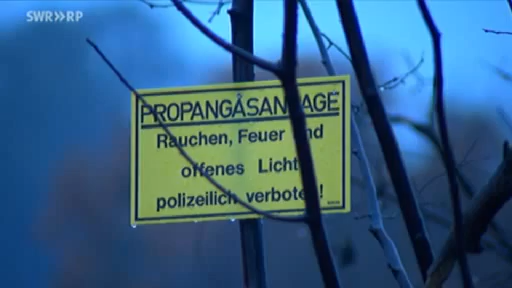 SWR»RP
PROPANGASANLAGE
Rauchen, Feuer und
offenes Licht
polizeilich verboten!